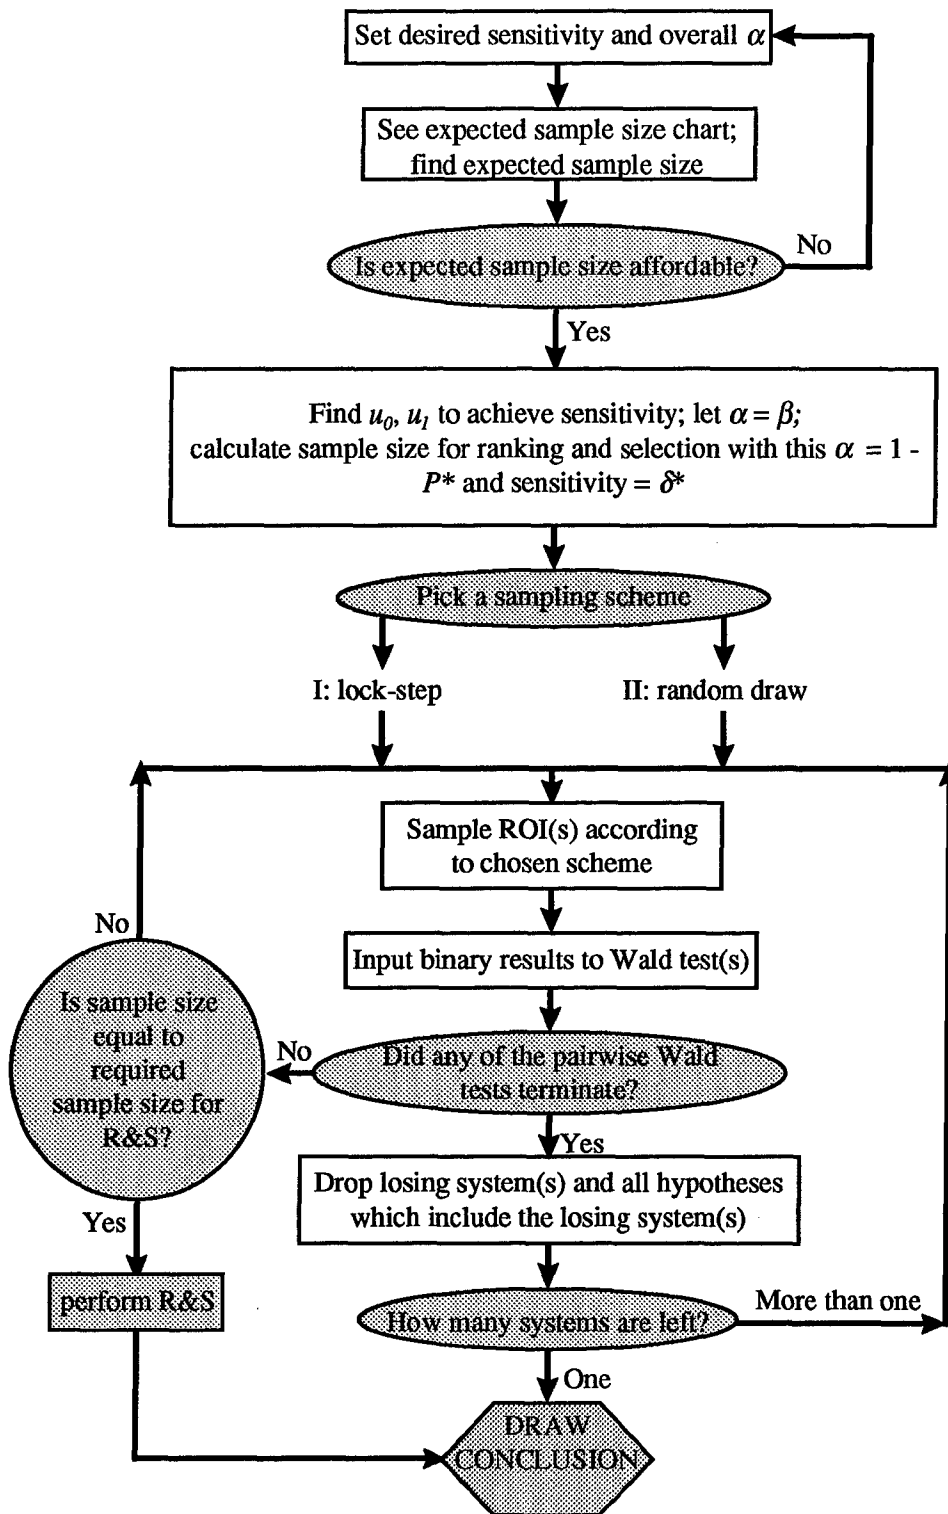 Set desired sensitivity and overall α
See expected sample size chart;
find expected sample size
Is expected sample size affordable?
No
Yes
Find u0, u1 to achieve sensitivity; let α = β;
calculate sample size for ranking and selection with this α = 1 -
P* and sensitivity = δ*
Pick a sampling scheme
I: lock-step
II: random draw
Sample ROI(s) according
to chosen scheme
Input binary results to Wald test(s)
Did any of the pairwise Wald
tests terminate?
No
Is sample size
equal to
required
sample size for
R&S?
No
Yes
perform R&S
Yes
Drop losing system(s) and all hypotheses
which include the losing system(s)
How many systems are left?
More than one
One
DRAW
CONCLUSION